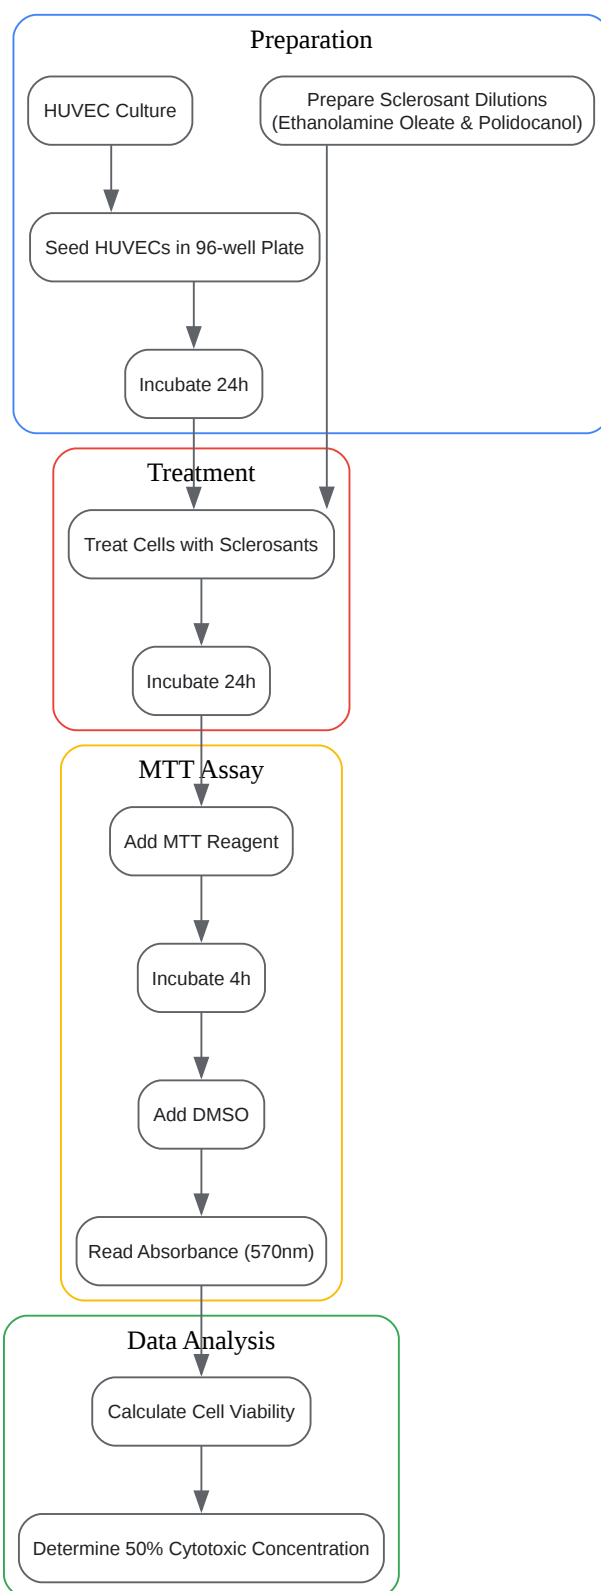 Preparation
HUVEC Culture
Prepare Sclerosant Dilutions
(Ethanolamine Oleate & Polidocanol)
Seed HUVECs in 96-well Plate
Incubate 24h
Treatment
Treat Cells with Sclerosants
Incubate 24h
MTT Assay
Add MTT Reagent
Incubate 4h
Add DMSO
Read Absorbance (570nm)
Data Analysis
Calculate Cell Viability
Determine 50% Cytotoxic Concentration